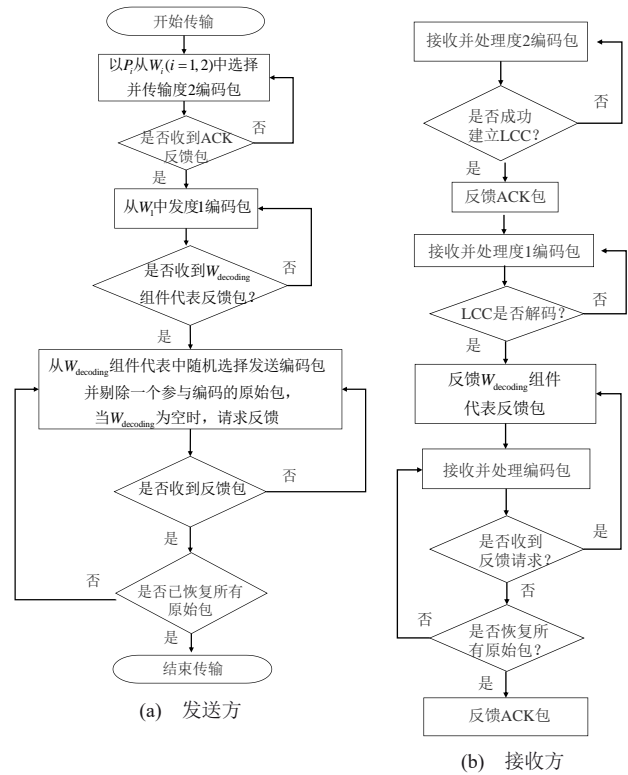 开始传输
以P_i从W_i(i=1,2)中选择
并传输度2编码包
是否收到ACK
反馈包
否
是
从W_1中发度1编码包
是否收到W_decoding
组件代表反馈包？
否
是
从W_decoding组件代表中随机选择发送编码包
并剔除一个参与编码的原始包，
当W_decoding为空时，请求反馈
是否收到反馈包
否
是
是否已恢复所有
原始包
否
是
结束传输
(a) 发送方
接收并处理度2编码包
是否成功
建立LCC？
否
是
反馈ACK包
接收并处理度1编码包
LCC是否解码？
否
是
反馈W_decoding组件
代表反馈包
接收并处理编码包
是否收到
反馈请求？
是
否
是否恢复所
有原始包？
否
是
反馈ACK包
(b) 接收方